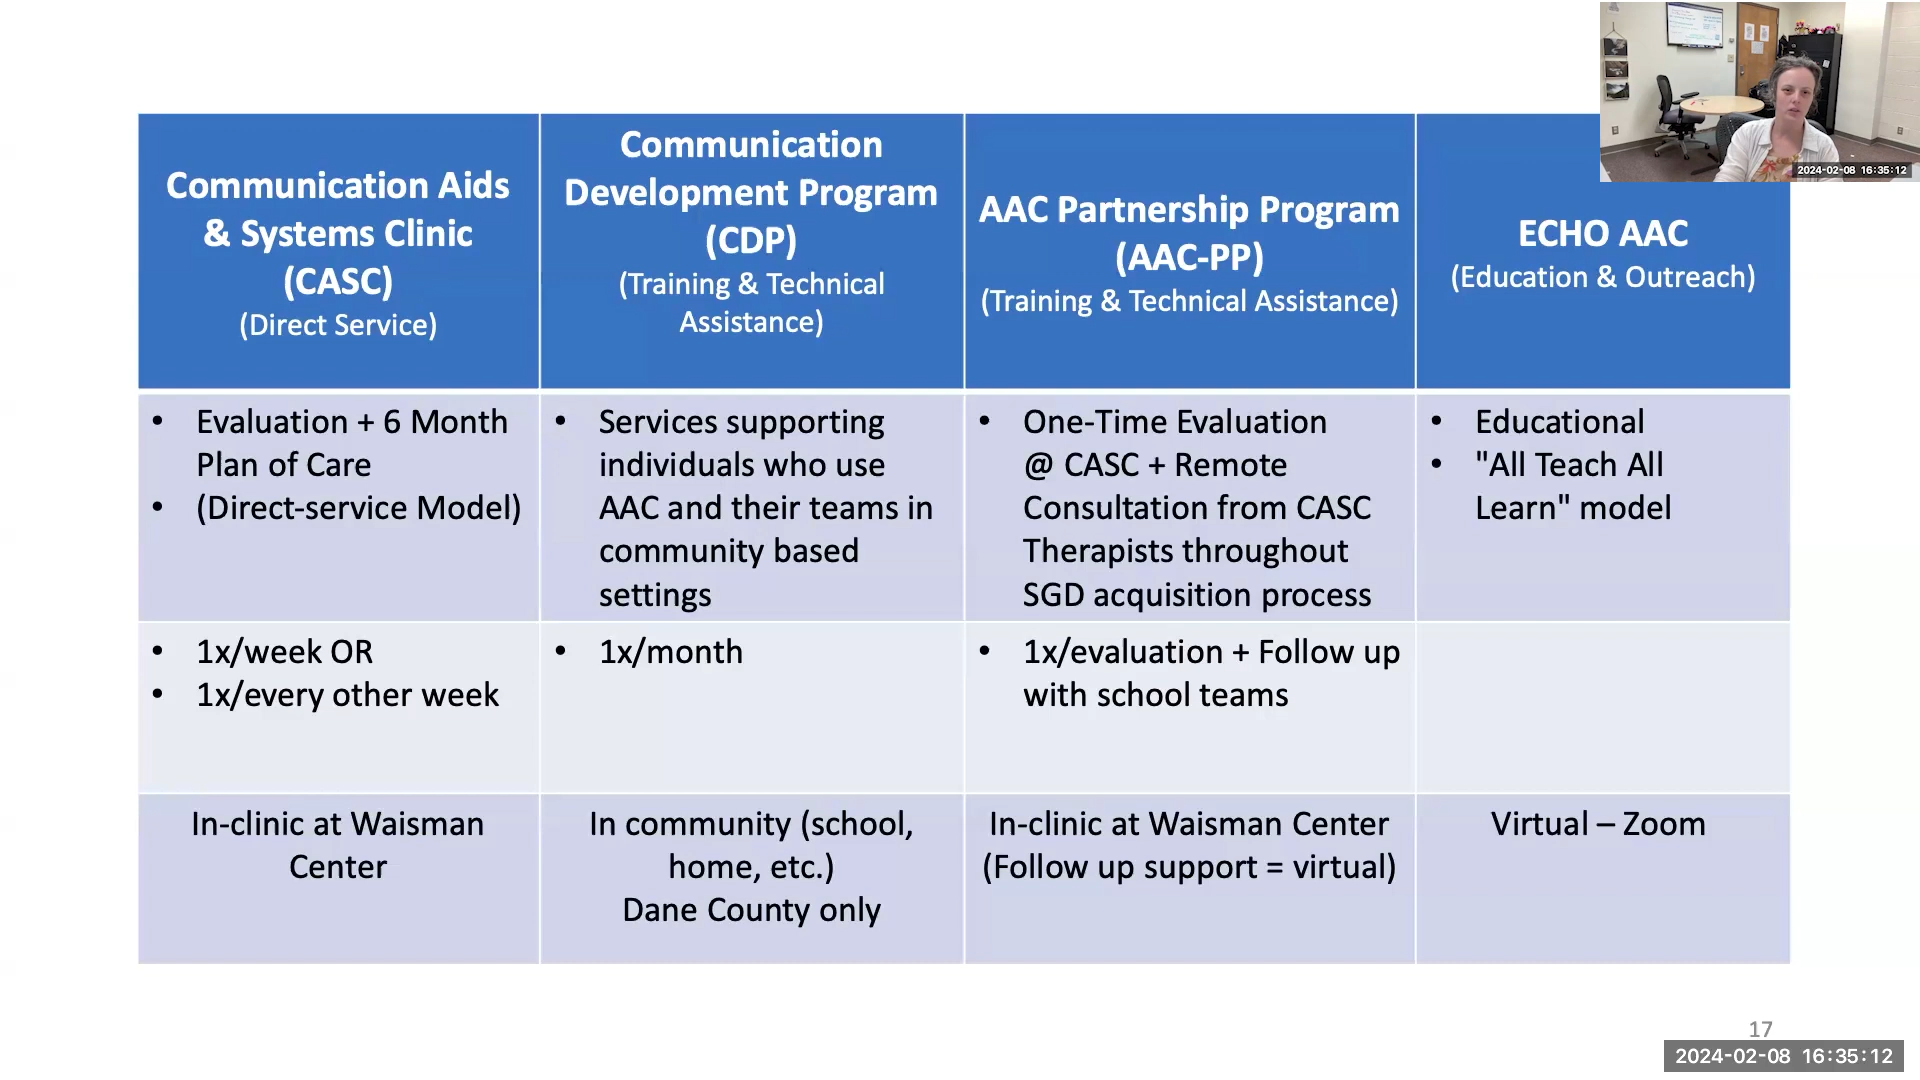 2024-02-08 16:35:12
Communication Aids
& Systems Clinic
(CASC)
(Direct Service)
Communication
Development Program
(CDP)
(Training & Technical
Assistance)
AAC Partnership Program
(AAC-PP)
(Training & Technical Assistance)
ECHO AAC
(Education & Outreach)
• Evaluation + 6 Month
Plan of Care
• (Direct-service Model)
• Services supporting
individuals who use
AAC and their teams in
community based
settings
• One-Time Evaluation
@ CASC + Remote
Consultation from CASC
Therapists throughout
SGD acquisition process
• Educational
• "All Teach All
Learn" model
• 1x/week OR
• 1x/every other week
• 1x/month
• 1x/evaluation + Follow up
with school teams
In-clinic at Waisman
Center
In community (school,
home, etc.)
Dane County only
In-clinic at Waisman Center
(Follow up support = virtual)
Virtual – Zoom
17
2024-02-08 16:35:12